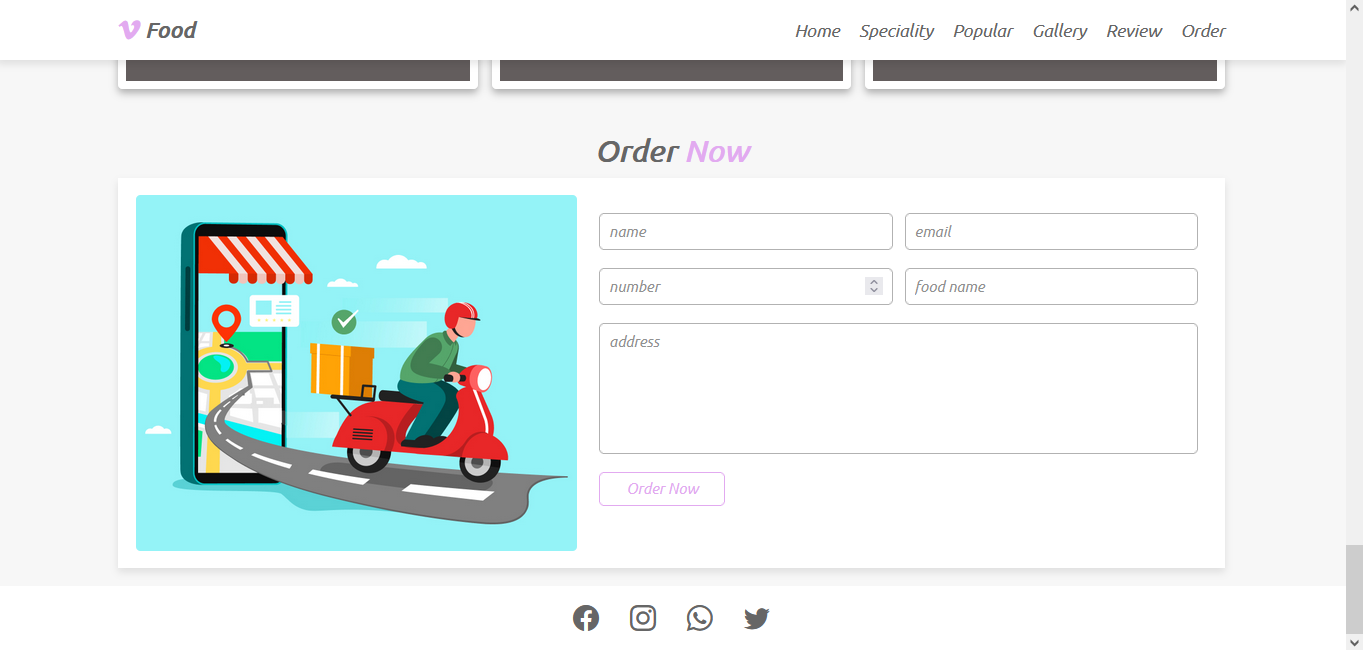 Food
Home Speciality Popular Gallery Review Order
Order Now
name
email
number
food name
address
Order Now